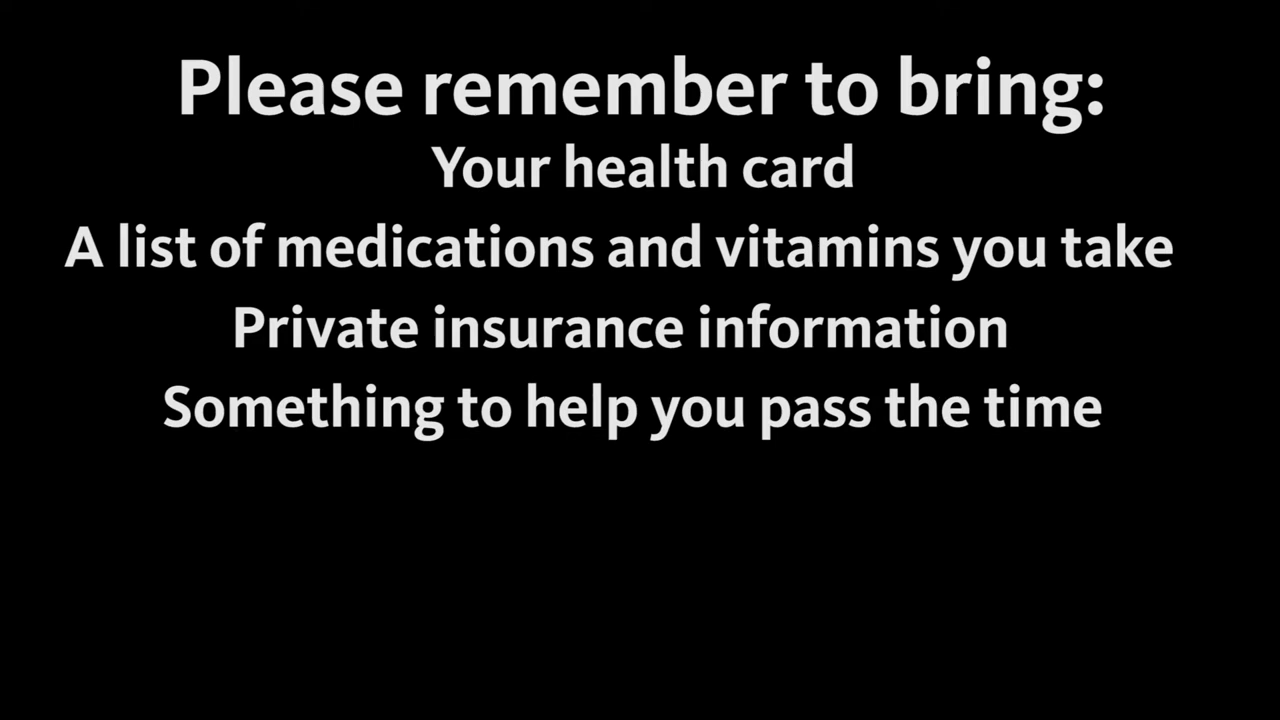 Please remember to bring:
Your health card
A list of medications and vitamins you take
Private insurance information
Something to help you pass the time